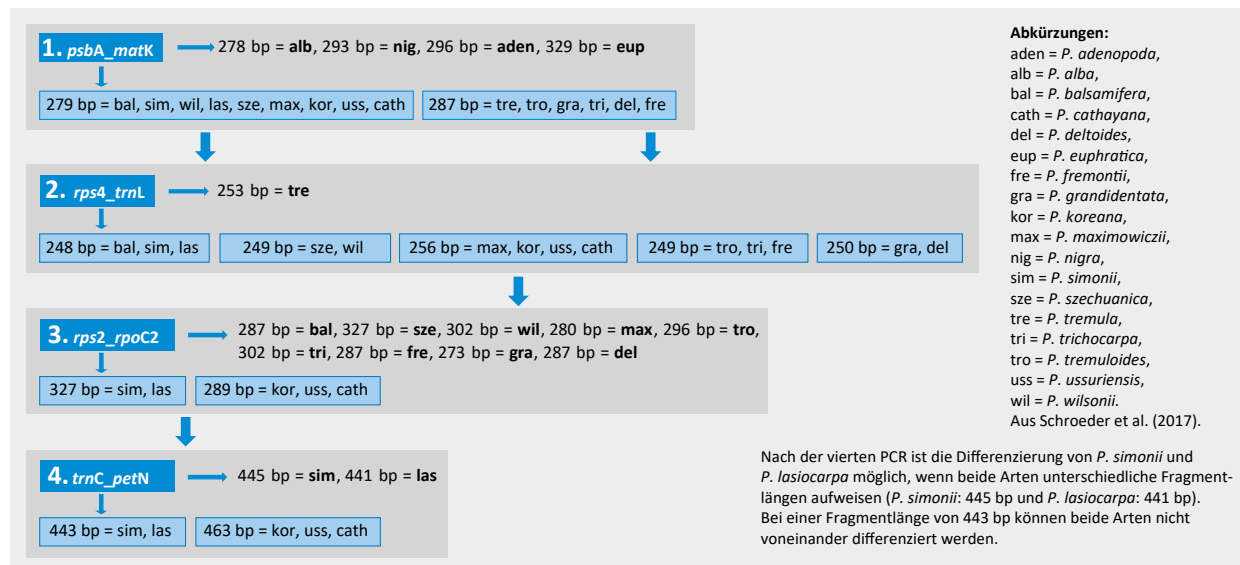 1. psbA_matK
278 bp = alb, 293 bp = nig, 296 bp = aden, 329 bp = eup
279 bp = bal, sim, wil, las, sze, max, kor, uss, cath
287 bp = tre, tro, gra, tri, del, fre
2. rps4_trnL
253 bp = tre
248 bp = bal, sim, las
249 bp = sze, wil
256 bp = max, kor, uss, cath
249 bp = tro, tri, fre
250 bp = gra, del
3. rps2_rpoC2
287 bp = bal, 327 bp = sze, 302 bp = wil, 280 bp = max, 296 bp = tro,
302 bp = tri, 287 bp = fre, 273 bp = gra, 287 bp = del
327 bp = sim, las
289 bp = kor, uss, cath
4. trnC_petN
445 bp = sim, 441 bp = las
443 bp = sim, las
463 bp = kor, uss, cath
Abkürzungen:
aden = P. adenopoda,
alb = P. alba,
bal = P. balsamifera,
cath = P. cathayana,
del = P. deltoides,
eup = P. euphratica,
fre = P. fremontii,
gra = P. grandidentata,
kor = P. koreana,
max = P. maximowiczii,
nig = P. nigra,
sim = P. simonii,
sze = P. szechuanica,
tre = P. tremula,
tri = P. trichocarpa,
tro = P. tremuloides,
uss = P. ussuriensis,
wil = P. wilsonii.
Aus Schroeder et al. (2017).
Nach der vierten PCR ist die Differenzierung von P. simonii und
P. lasiocarpa möglich, wenn beide Arten unterschiedliche Fragment-
längen aufweisen (P. simonii: 445 bp und P. lasiocarpa: 441 bp).
Bei einer Fragmentlänge von 443 bp können beide Arten nicht
voneinander differenziert werden.